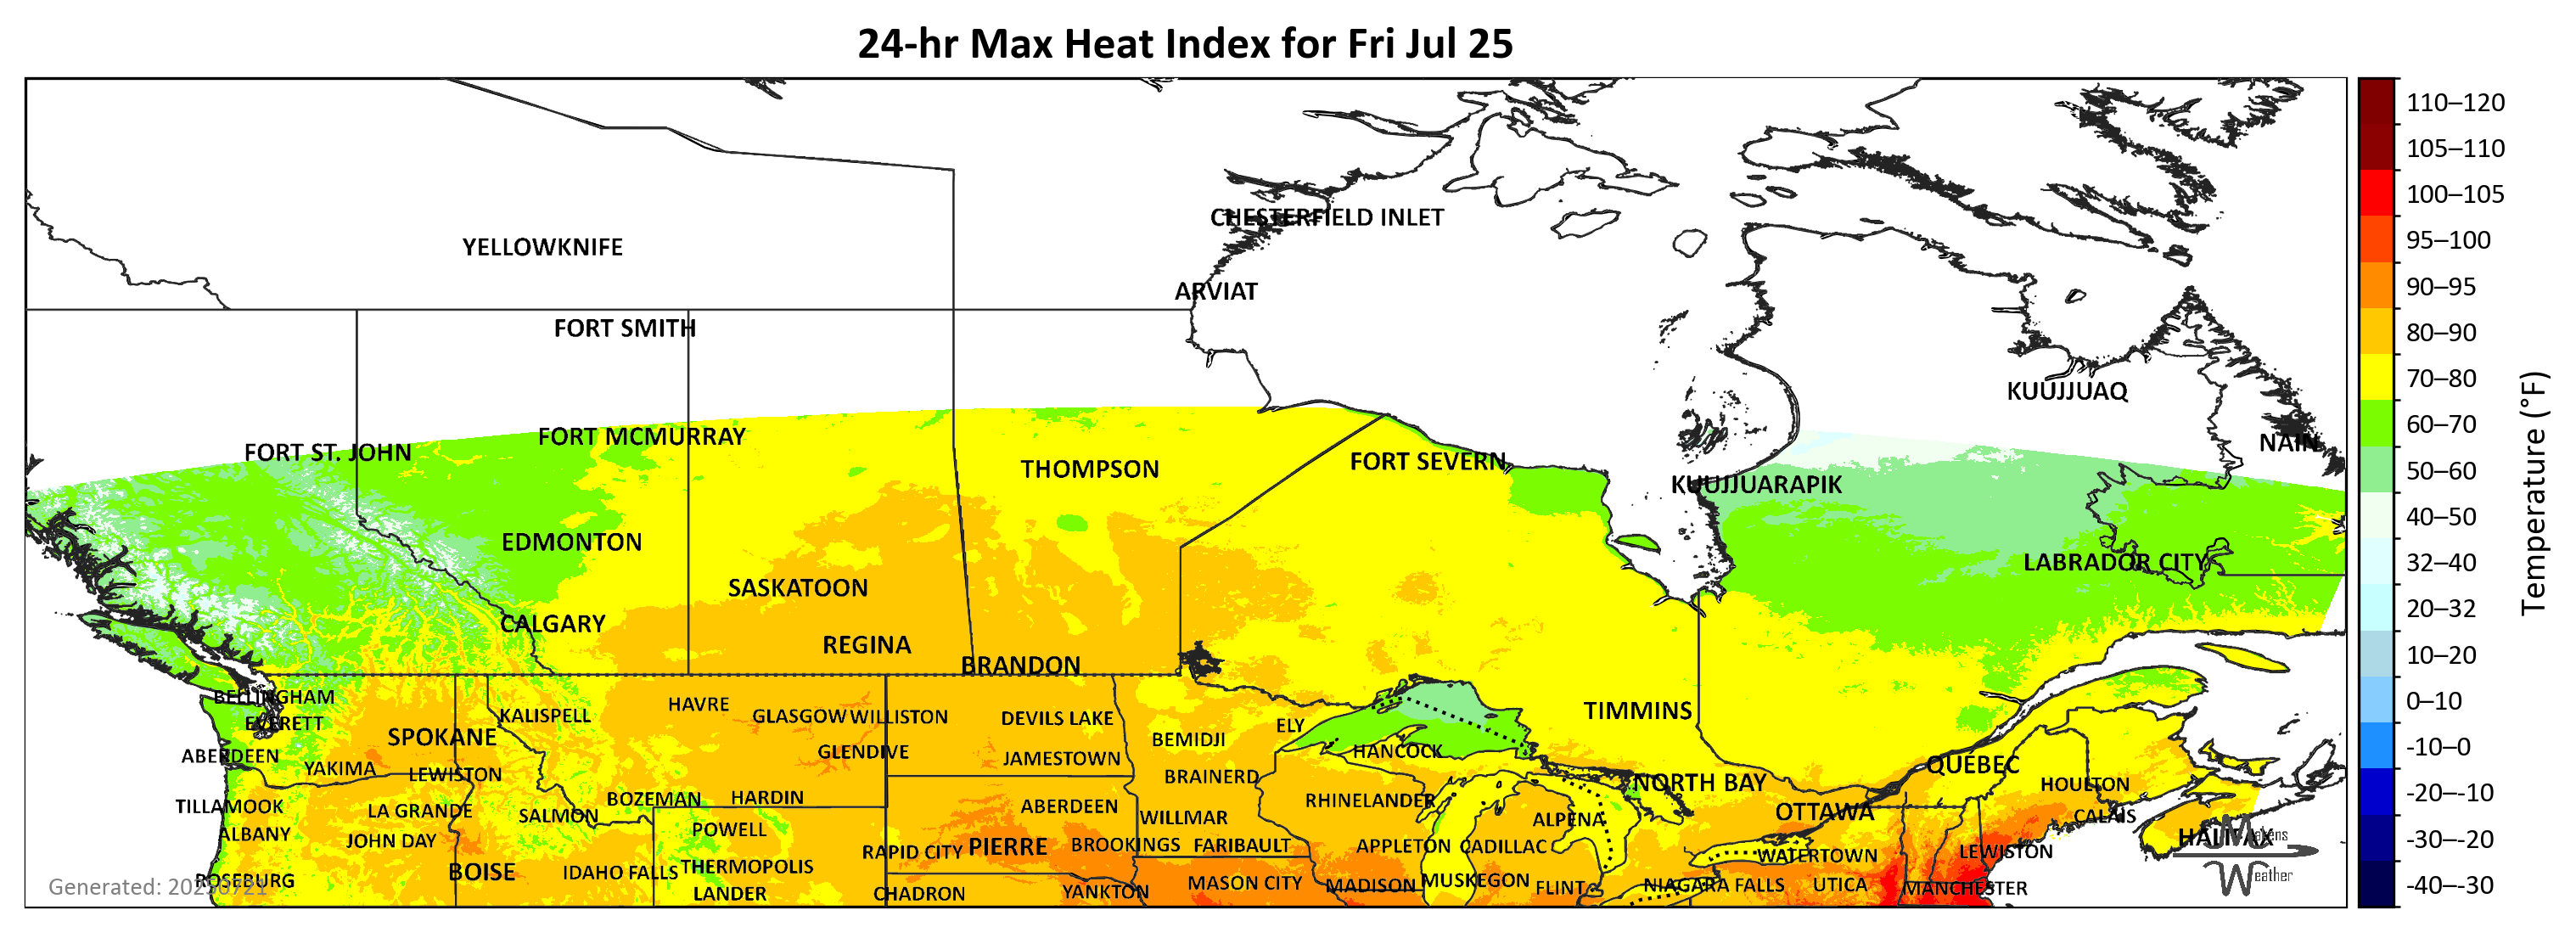 24-hr Max Heat Index for Fri Jul 25
110–120
105–110
100–105
95–100
90–95
80–90
70–80
60–70
50–60
40–50
32–40
20–32
10–20
0–10
-10–0
-20–-10
-30–-20
-40–-30
Temperature (°F)
CHESTERFIELD INLET
YELLOWKNIFE
ARVIAT
FORT SMITH
KUUJJUAQ
FORT MCMURRAY
NAIN
FORT ST. JOHN
FORT SEVERN
THOMPSON
KUUJJUARAPIK
EDMONTON
LABRADOR CITY
SASKATOON
CALGARY
REGINA
BRANDON
BELLINGHAM
HAVRE
TIMMINS
KALISPELL
GLASGOW
WILLISTON
DEVILS LAKE
EVERETT
ELY
SPOKANE
BEMIDJI
HANCOCK
GLENDIVE
ABERDEEN
JAMESTOWN
QUÉBEC
YAKIMA
LEWISTON
BRAINERD
NORTH BAY
HOULTON
BOZEMAN
HARDIN
RHINELANDER
TILLAMOOK
ABERDEEN
LA GRANDE
OTTAWA
SALMON
WILLMAR
CALAIS
ALPENA
POWELL
ALBANY
HALIFAX
JOHN DAY
BROOKINGS
FARIBAULT
APPLETON
CADILLAC
PIERRE
RAPID CITY
LEWISTON
WATERTOWN
THERMOPOLIS
IDAHO FALLS
BOISE
ROSEBURG
MUSKEGON
MASON CITY
MADISON
NIAGARA FALLS
UTICA
FLINT
MANCHESTER
YANKTON
LANDER
CHADRON
Generated: 20250721
Makens
Weather